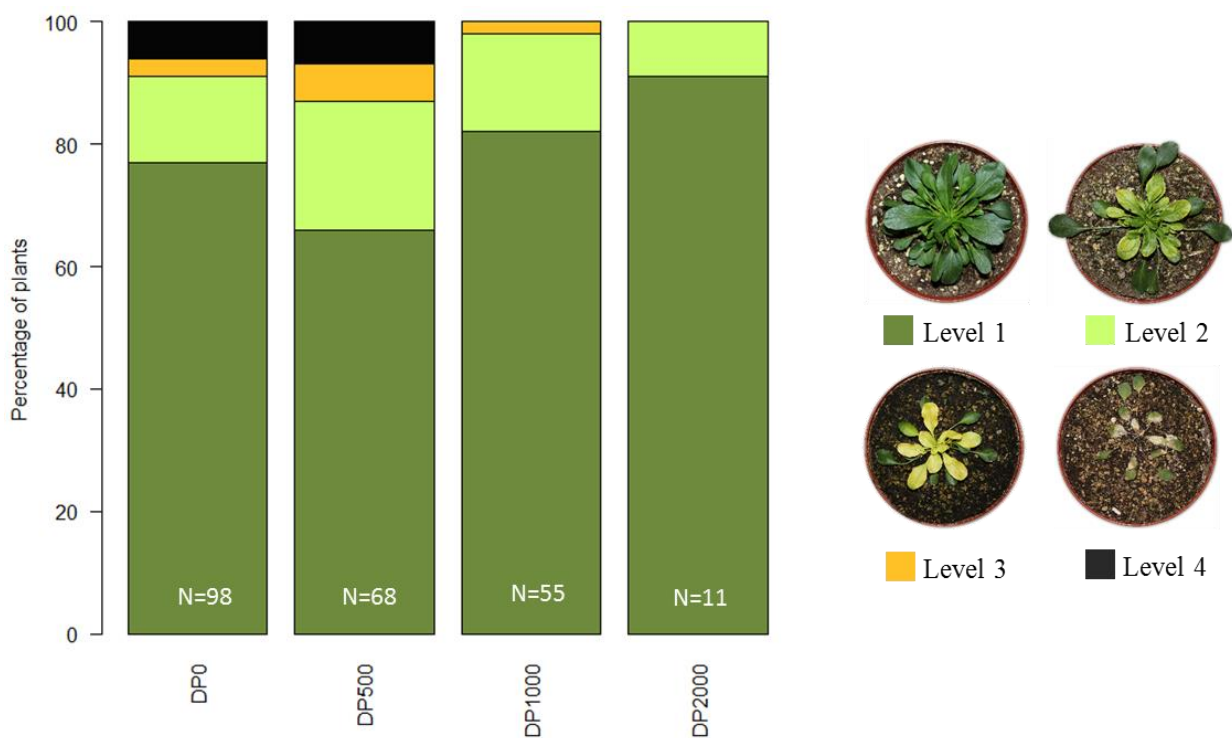 Percentage of plants
100
80
60
40
20
0
N=98
N=68
N=55
N=11
DP0
DP500
DP1000
DP2000
Level 1
Level 2
Level 3
Level 4